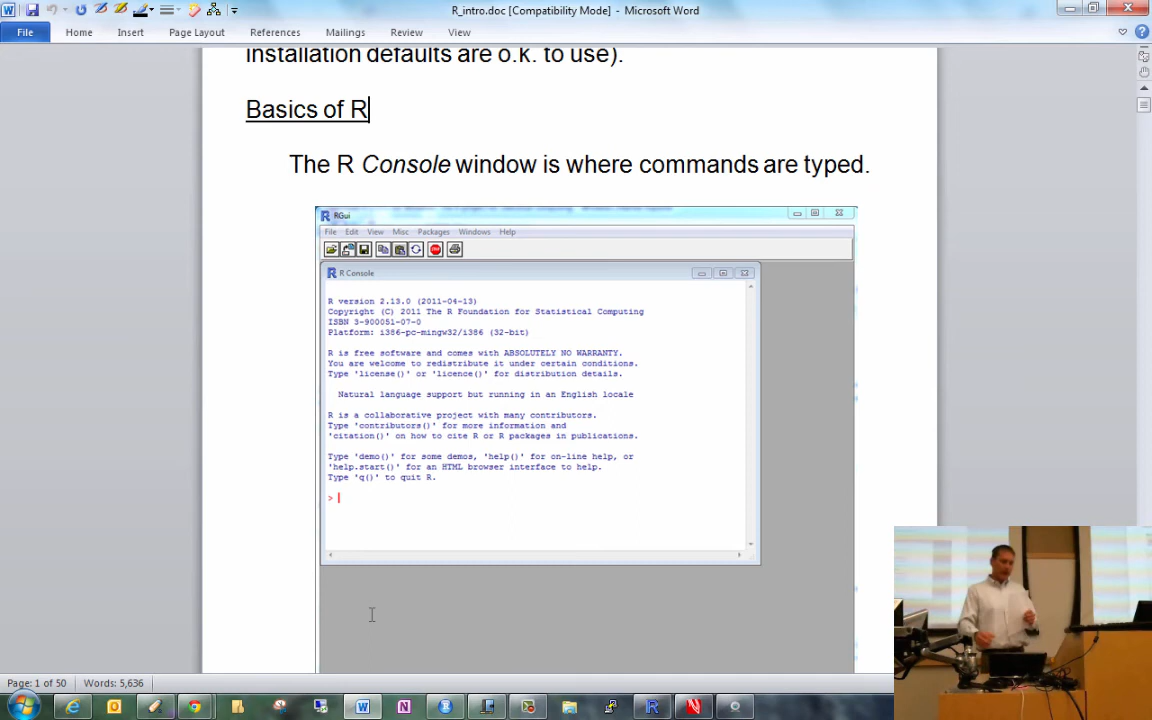 R_intro.doc [Compatibility Mode] - Microsoft Word
File Home Insert Page Layout References Mailings Review View
installation defaults are o.k. to use).
Basics of R
The R Console window is where commands are typed.
RGui
File Edit View Misc Packages Windows Help
R Console
R version 2.13.0 (2011-04-13)
Copyright (C) 2011 The R Foundation for Statistical Computing
ISBN 3-900051-07-0
Platform: i386-pc-mingw32/i386 (32-bit)
R is free software and comes with ABSOLUTELY NO WARRANTY.
You are welcome to redistribute it under certain conditions.
Type 'license()' or 'licence()' for distribution details.
Natural language support but running in an English locale
R is a collaborative project with many contributors.
Type 'contributors()' for more information and
'citation()' on how to cite R or R packages in publications.
Type 'demo()' for some demos, 'help()' for on-line help, or
'help.start()' for an HTML browser interface to help.
Type 'q()' to quit R.
>
Page: 1 of 50 Words: 5,636